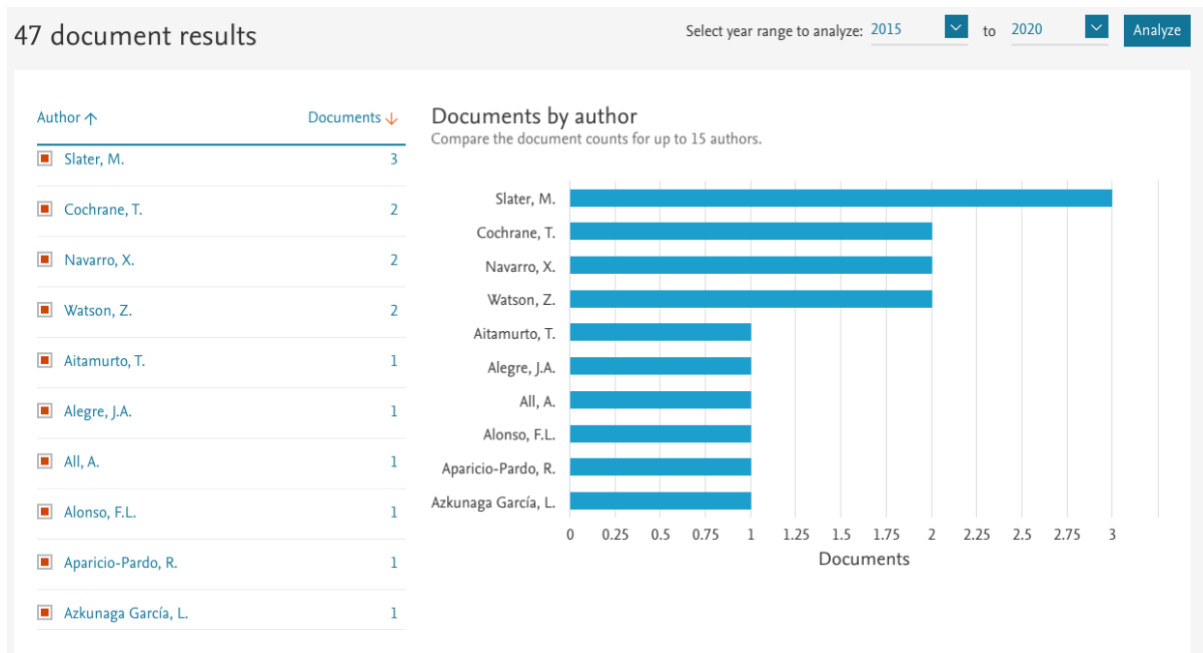 47 document results
Select year range to analyze: 2015 to 2020 Analyze
Author Documents
Slater, M. 3
Cochrane, T. 2
Navarro, X. 2
Watson, Z. 2
Aitamurto, T. 1
Alegre, J.A. 1
All, A. 1
Alonso, F.L. 1
Aparicio-Pardo, R. 1
Azkunaga García, L. 1
Documents by author
Compare the document counts for up to 15 authors.
Slater, M.
Cochrane, T.
Navarro, X.
Watson, Z.
Aitamurto, T.
Alegre, J.A.
All, A.
Alonso, F.L.
Aparicio-Pardo, R.
Azkunaga García, L.
0 0.25 0.5 0.75 1 1.25 1.5 1.75 2 2.25 2.5 2.75 3
Documents